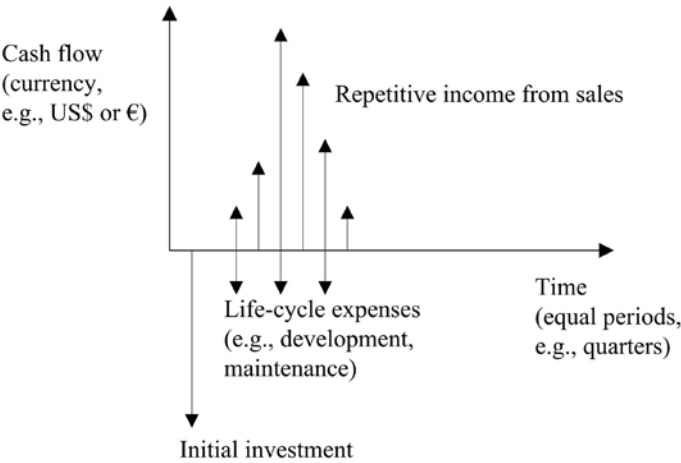 Cash flow
(currency,
e.g., US$ or €)
Repetitive income from sales
Life-cycle expenses
(e.g., development,
maintenance)
Time
(equal periods,
e.g., quarters)
Initial investment